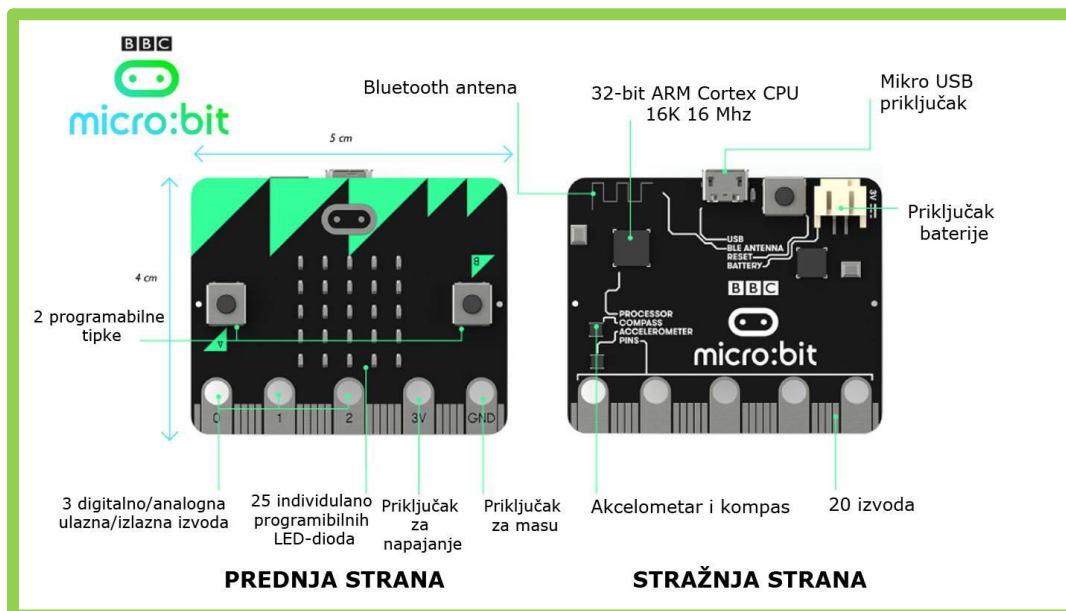 BBC
micro:bit
5 cm
4 cm
Bluetooth antena
32-bit ARM Cortex CPU
16K 16 Mhz
Mikro USB
priključak
Priključak
baterije
2 programabilne
tipke
B
A
0
1
2
3V
GND
3V
USB
BLE ANTENNA
RESET
BATTERY
BBC
micro:bit
PROCESSOR
COMPASS
ACCELEROMETER
PINS
3 digitalno/analogna
ulazna/izlazna izvoda
25 individulano
programibilnih
LED-dioda
Priključak
za
napajanje
Priključak
za masu
Akcelometar i kompas
20 izvoda
PREDNJA STRANA
STRAŽNJA STRANA